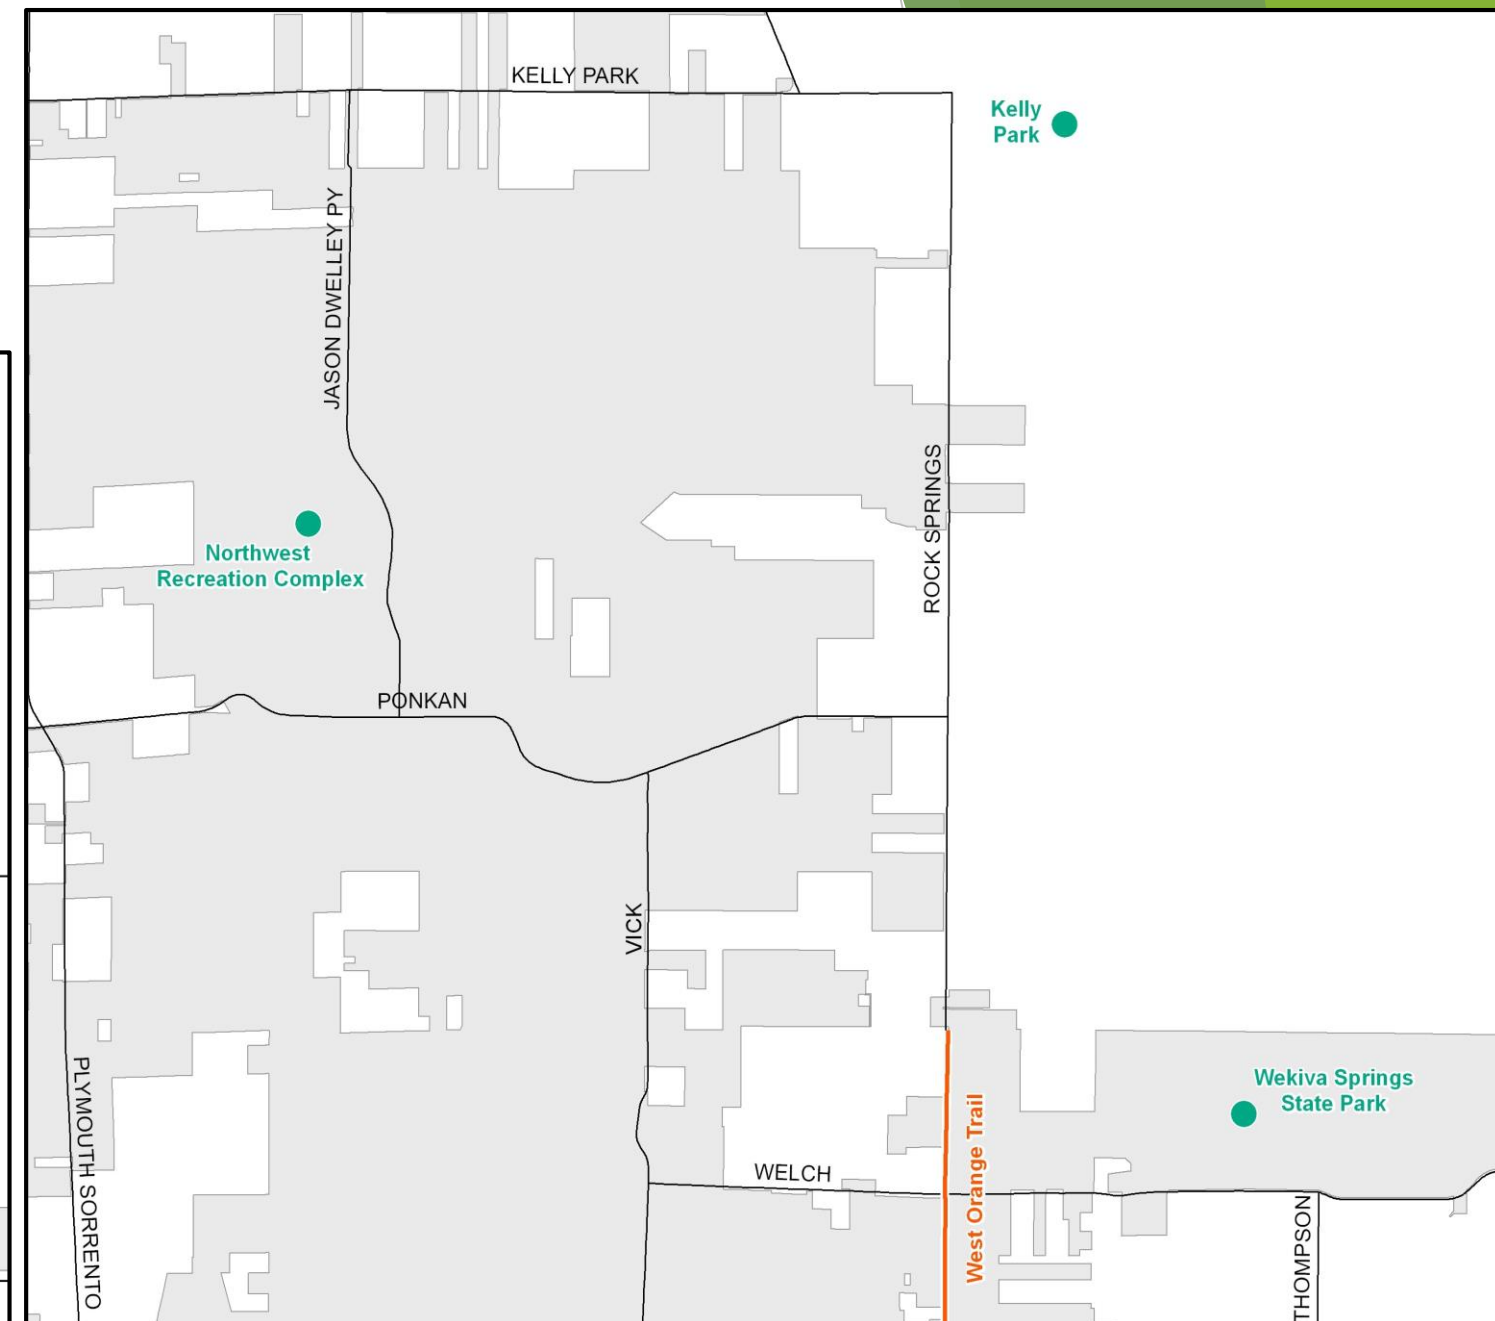 KELLY PARK
Kelly
Park
JASON DWELLEY PY
ROCK SPRINGS
Northwest
Recreation Complex
PONKAN
VICK
PLYMOUTH SORRENTO
Wekiva Springs
State Park
West Orange Trail
WELCH
THOMPSON